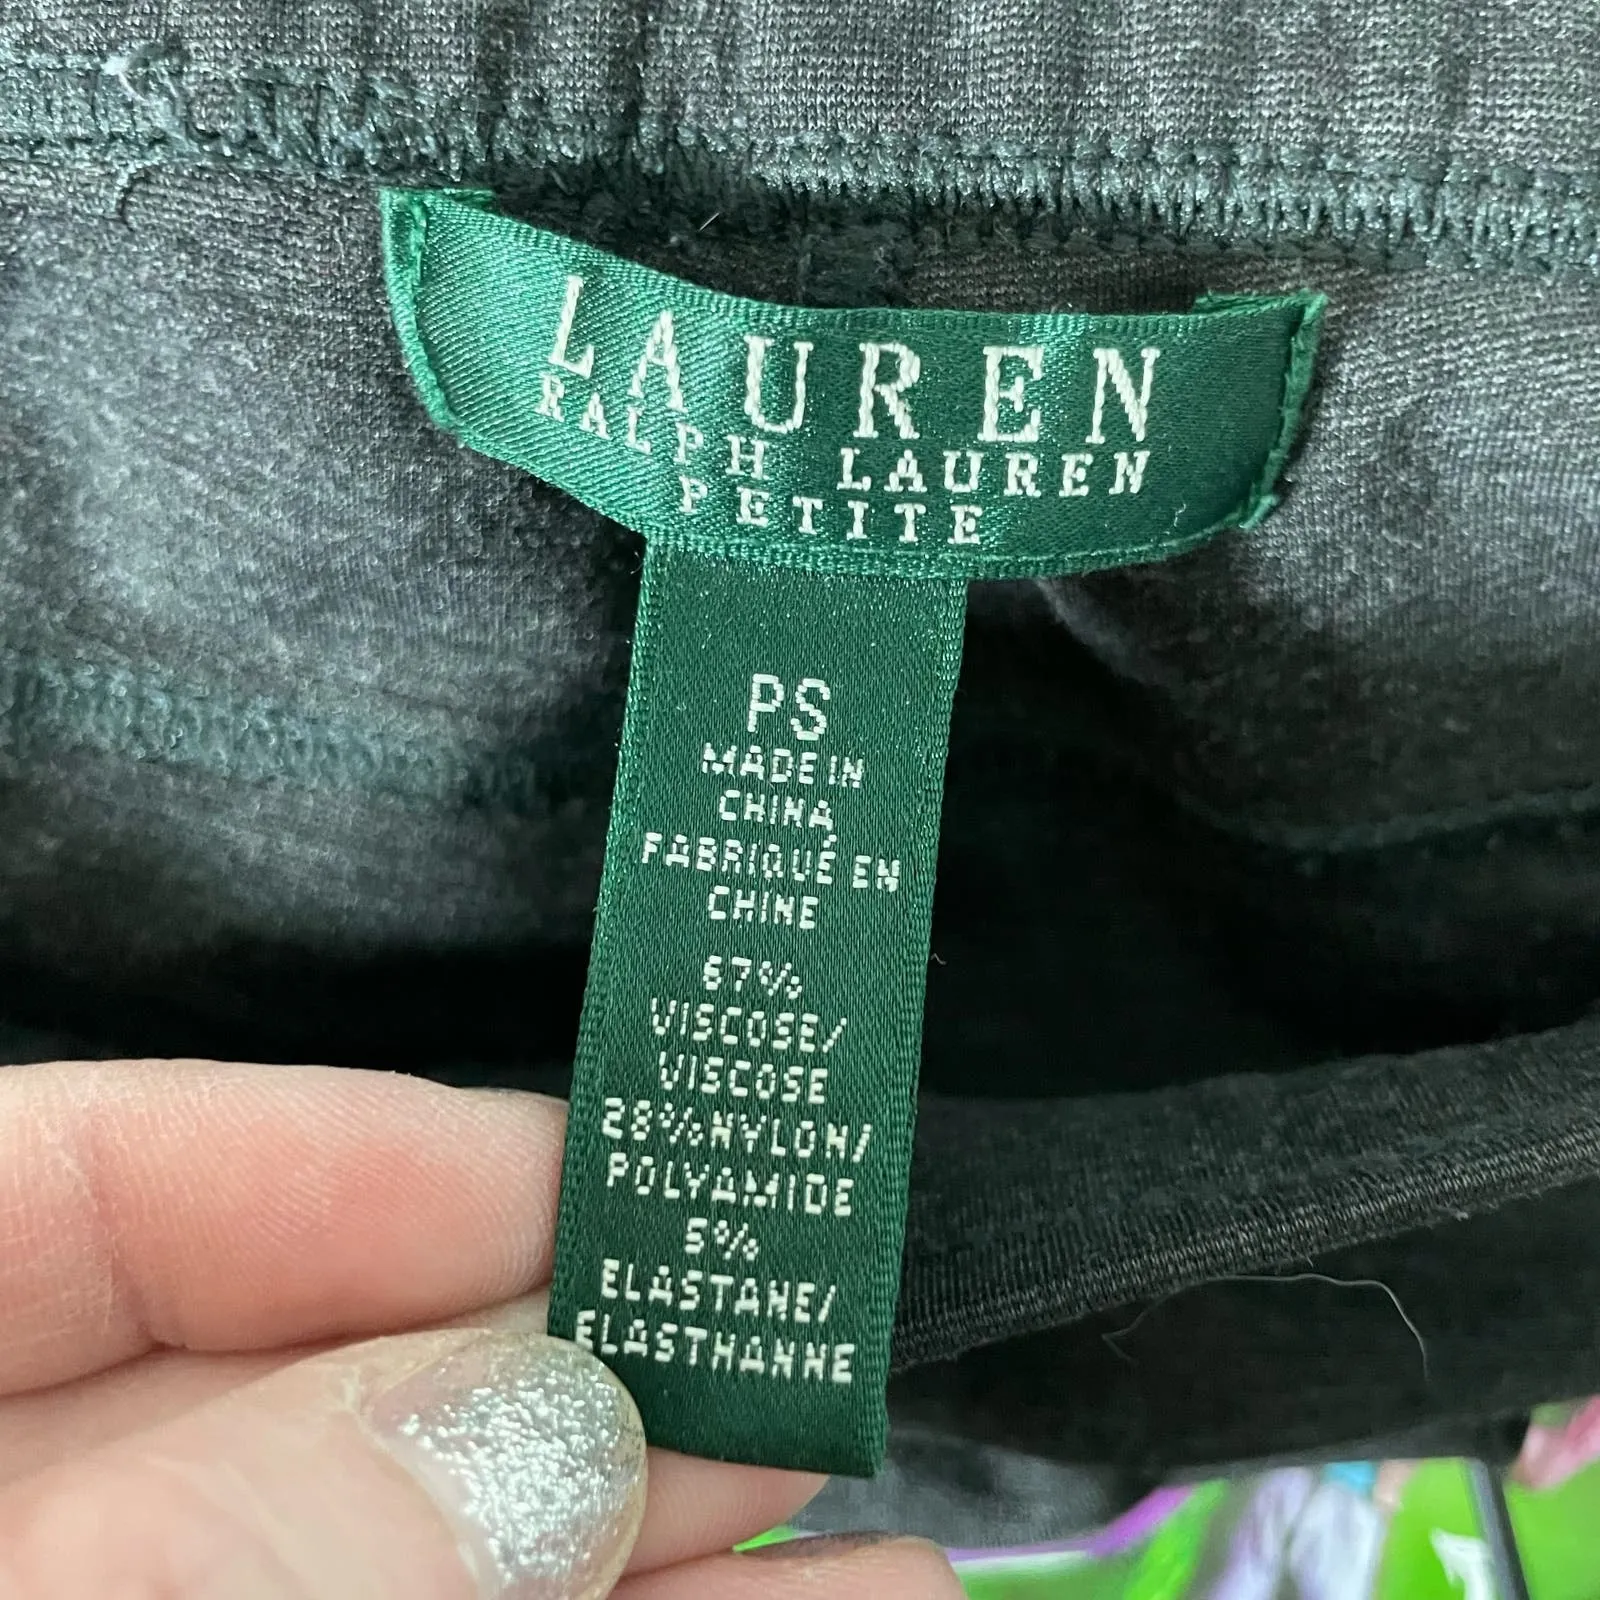 LAUREN
RALPH LAUREN
PETITE
PS
MADE IN
CHINA
FABRIQUÉ EN
CHINE
67%
VISCOSE/
VISCOSE
28% NYLON/
POLYAMIDE
5%
ELASTANE/
ELASTHANNE